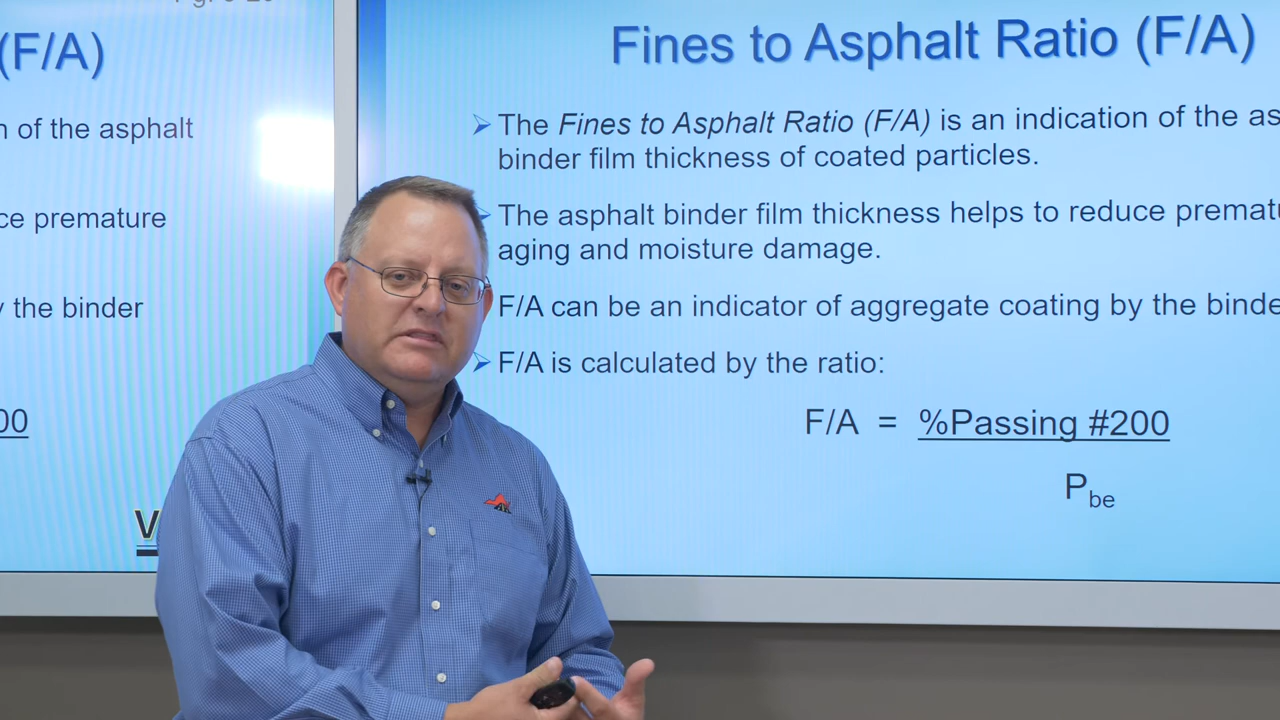 (F/A)
n of the asphalt
ce premature
y the binder
00
V
Fines to Asphalt Ratio (F/A)
The Fines to Asphalt Ratio (F/A) is an indication of the as
binder film thickness of coated particles.
The asphalt binder film thickness helps to reduce prematu
aging and moisture damage.
F/A can be an indicator of aggregate coating by the binde
F/A is calculated by the ratio:
F/A = %Passing #200
Pbe